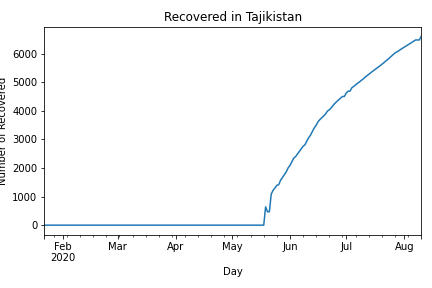 Recovered in Tajikistan
Number of Recovered
6000
5000
4000
3000
2000
1000
0
Feb
2020
Mar
Apr
May
Jun
Jul
Aug
Day